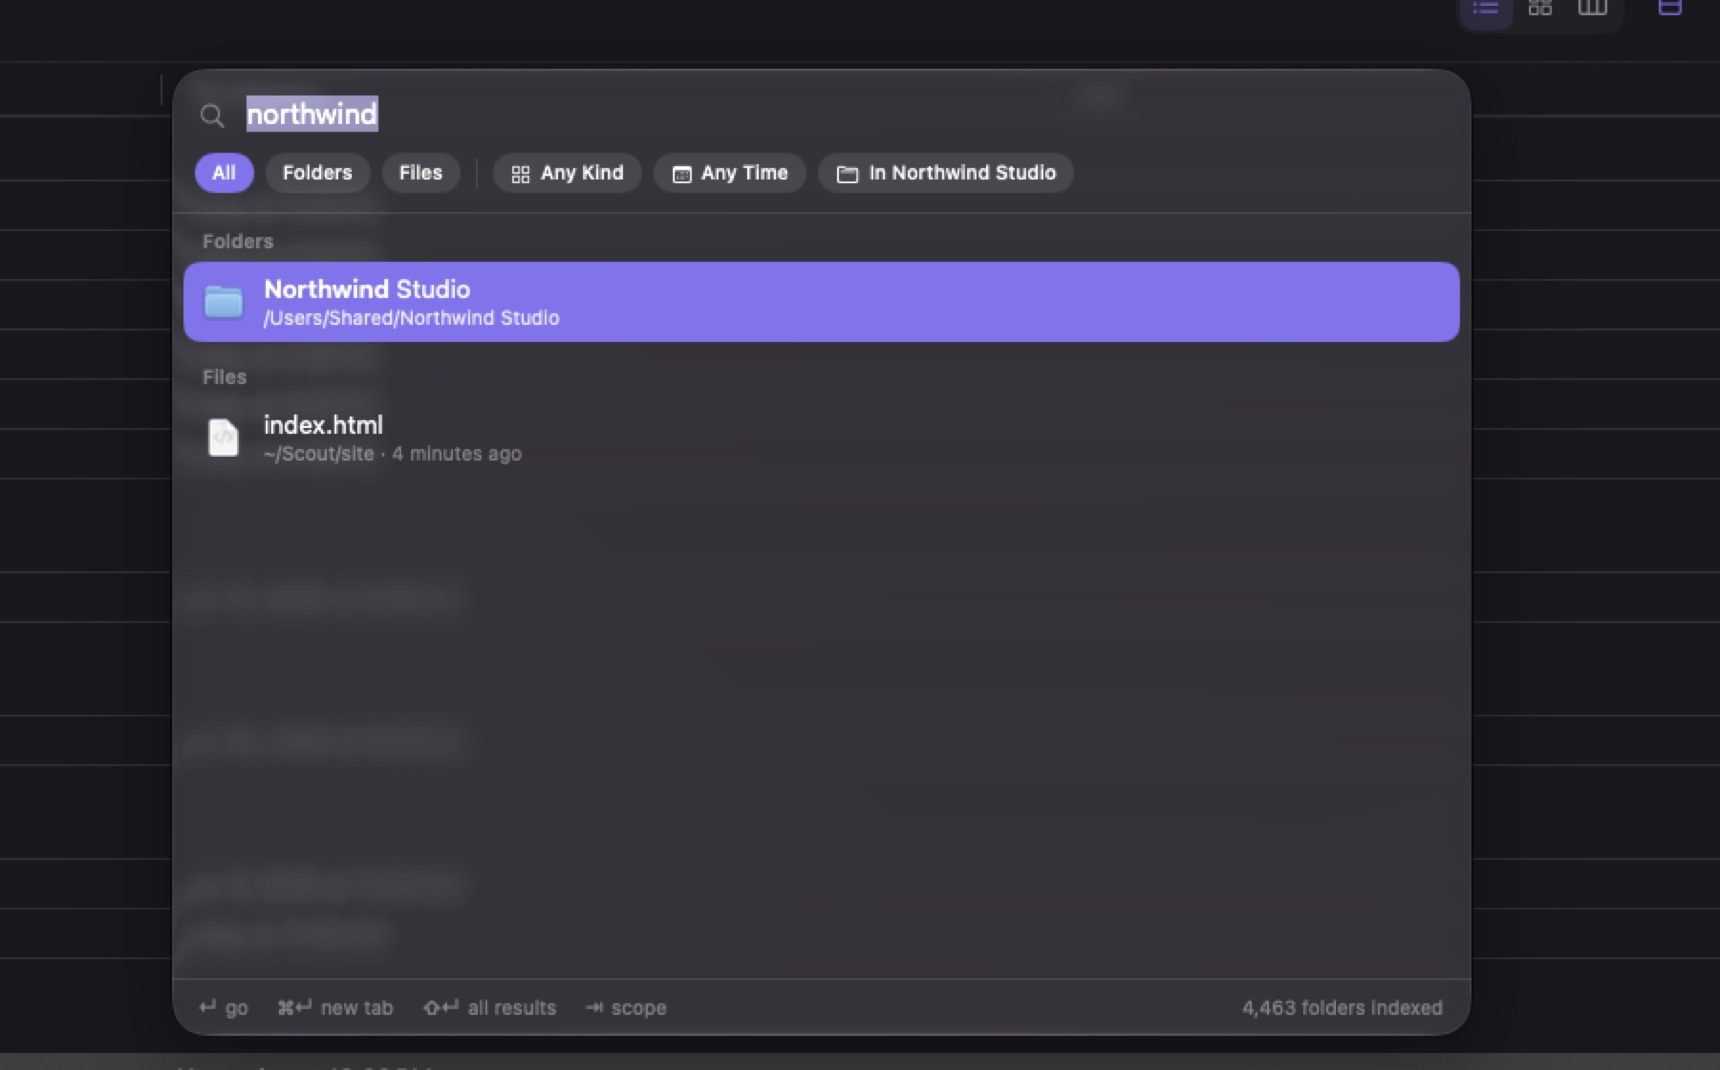 northwind
All Folders Files Any Kind Any Time In Northwind Studio
Folders
Northwind Studio
/Users/Shared/Northwind Studio
Files
index.html
~/Scout/site · 4 minutes ago
↵ go ⌘↵ new tab ⇧↵ all results ⇥ scope 4,463 folders indexed